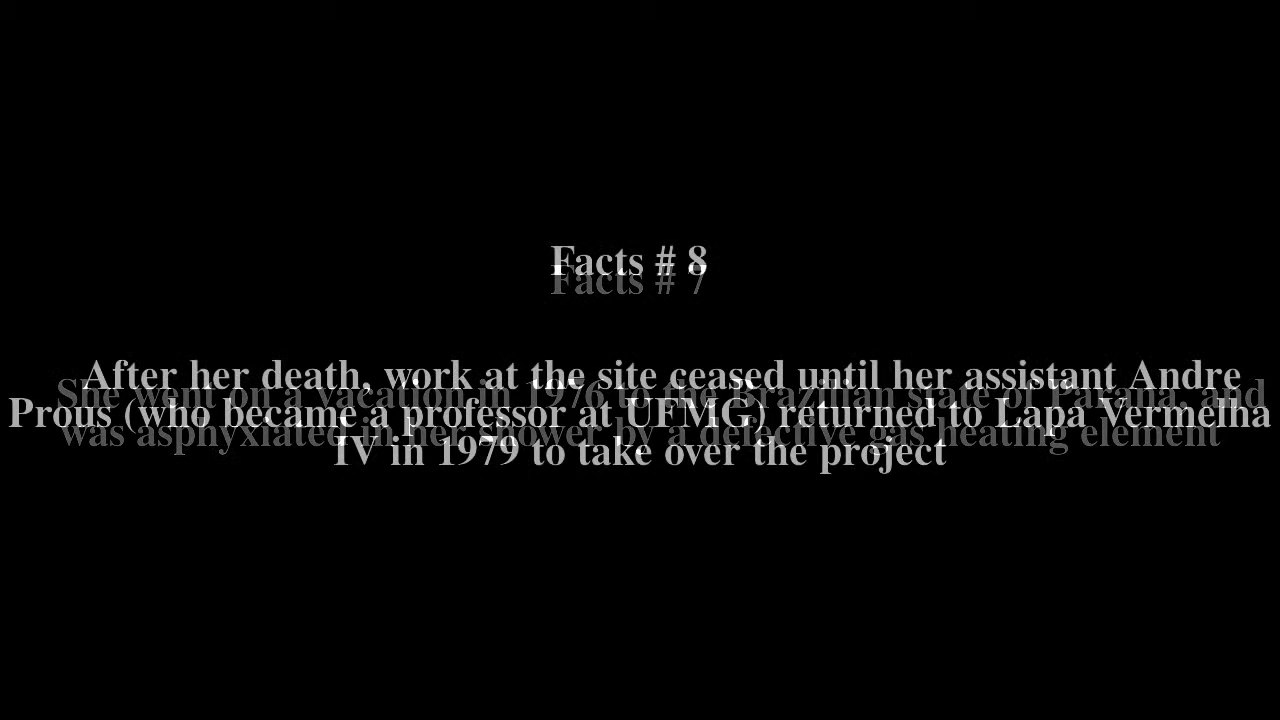 Facts # 8
Facts # 7
After her death, work at the site ceased until her assistant Andre
She went on a vacation in 1976 to the Brazilian state of Parana, and
Prous (who became a professor at UFMG) returned to Lapa Vermelha
was asphyxiated in her shower by a defective gas heating element
IV in 1979 to take over the project